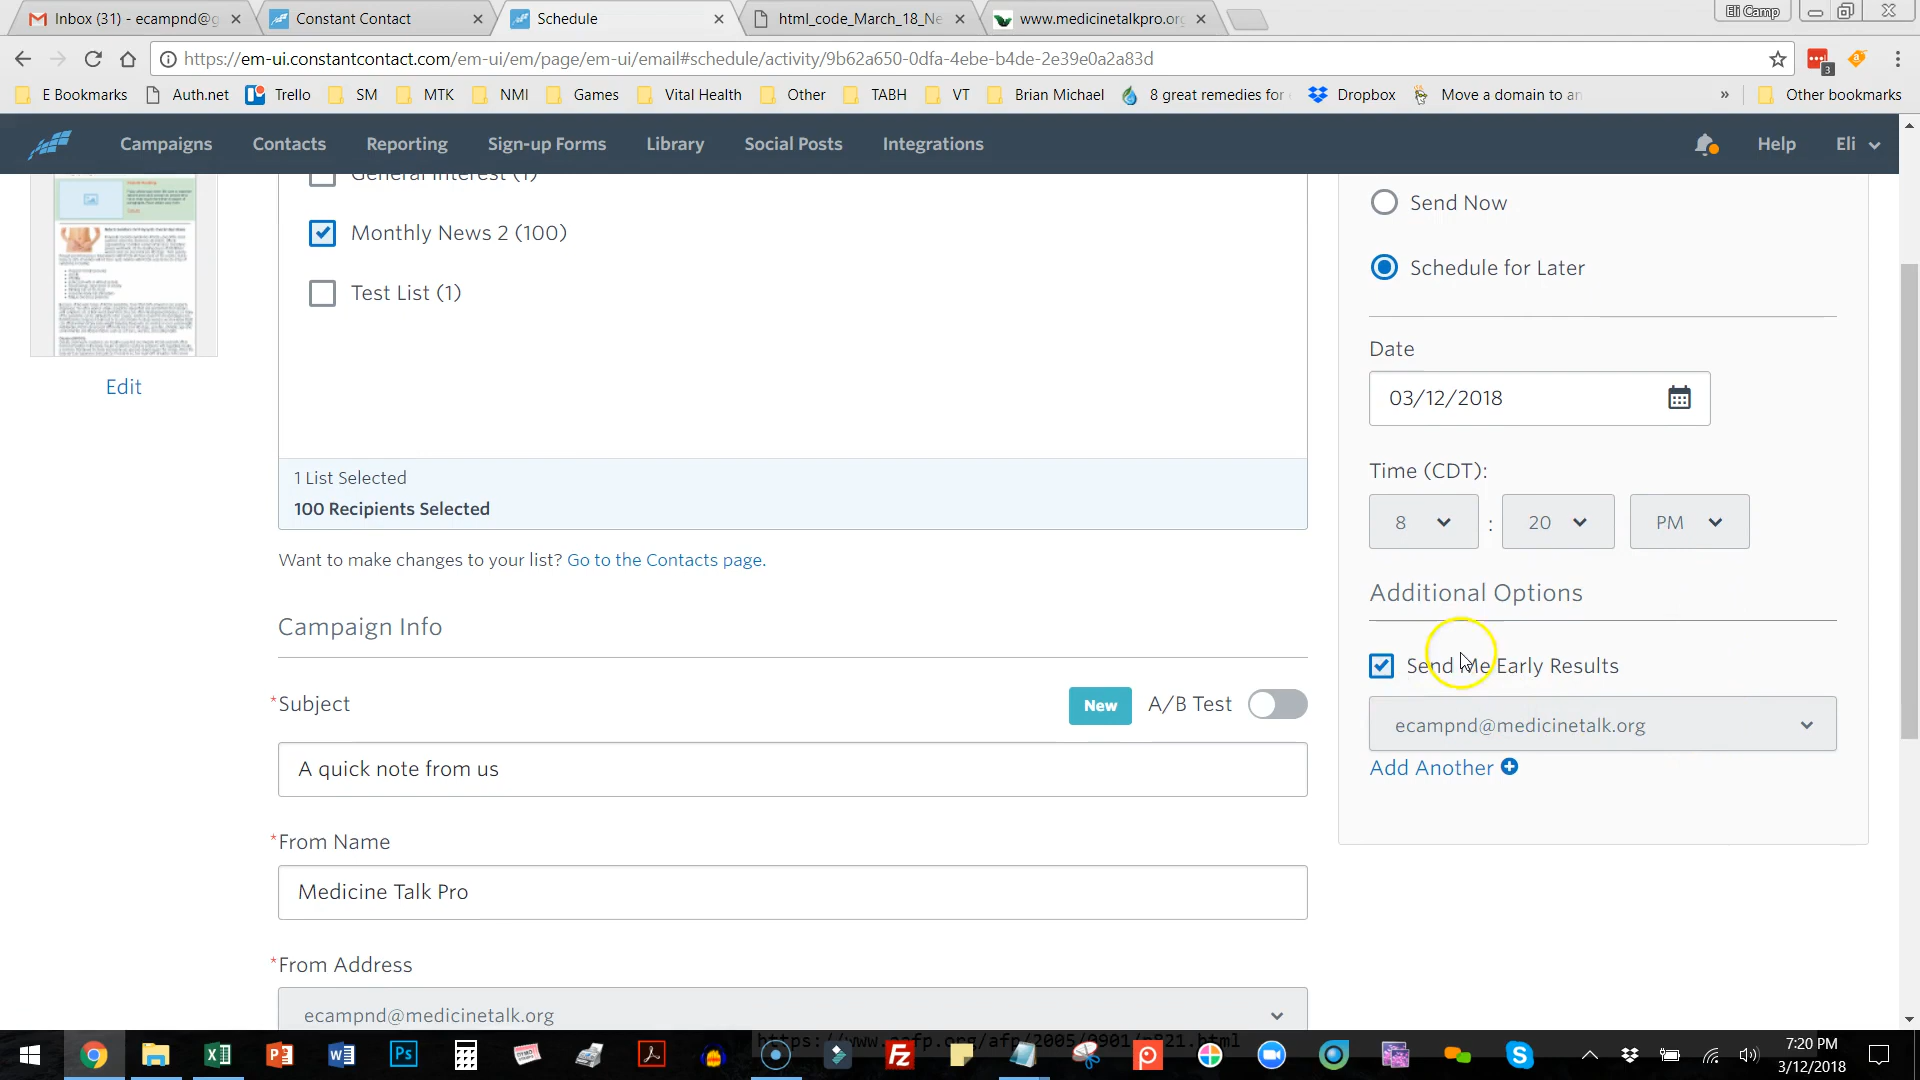 Eli Camp
Inbox (31) - ecampnd@g
Constant Contact
Schedule
html_code_March_18_Ne
www.medicinetalkpro.org
https://em-ui.constantcontact.com/em-ui/em/page/em-ui/email#schedule/activity/9b62a650-0dfa-4ebe-b4de-2e39e0a2a83d
3
E Bookmarks
Auth.net
Trello
SM
MTK
NMI
Games
Vital Health
Other
TABH
VT
Brian Michael
8 great remedies for
Dropbox
Move a domain to an
»
Other bookmarks
Campaigns
Contacts
Reporting
Sign-up Forms
Library
Social Posts
Integrations
Help
Eli
General Interest (1)
Monthly News 2 (100)
Test List (1)
Edit
1 List Selected
100 Recipients Selected
Want to make changes to your list? Go to the Contacts page.
Campaign Info
*Subject
New
A/B Test
A quick note from us
*From Name
Medicine Talk Pro
*From Address
ecampnd@medicinetalk.org
Send Now
Schedule for Later
Date
03/12/2018
Time (CDT):
8 : 20 PM
Additional Options
Send Me Early Results
ecampnd@medicinetalk.org
Add Another
7:20 PM
3/12/2018